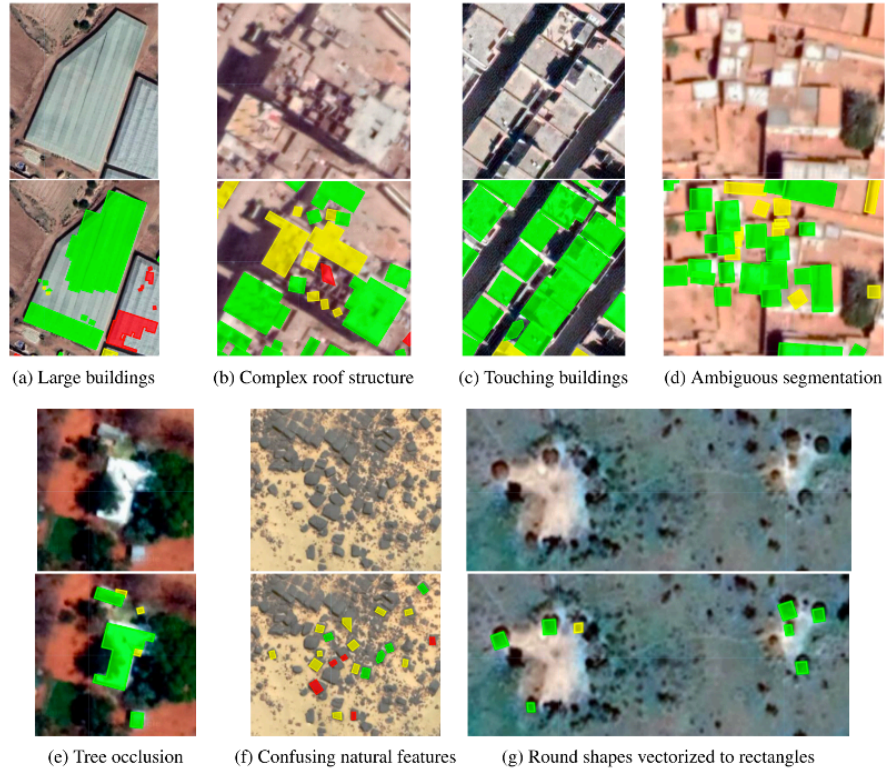 (a) Large buildings
(b) Complex roof structure
(c) Touching buildings
(d) Ambiguous segmentation
(e) Tree occlusion
(f) Confusing natural features
(g) Round shapes vectorized to rectangles